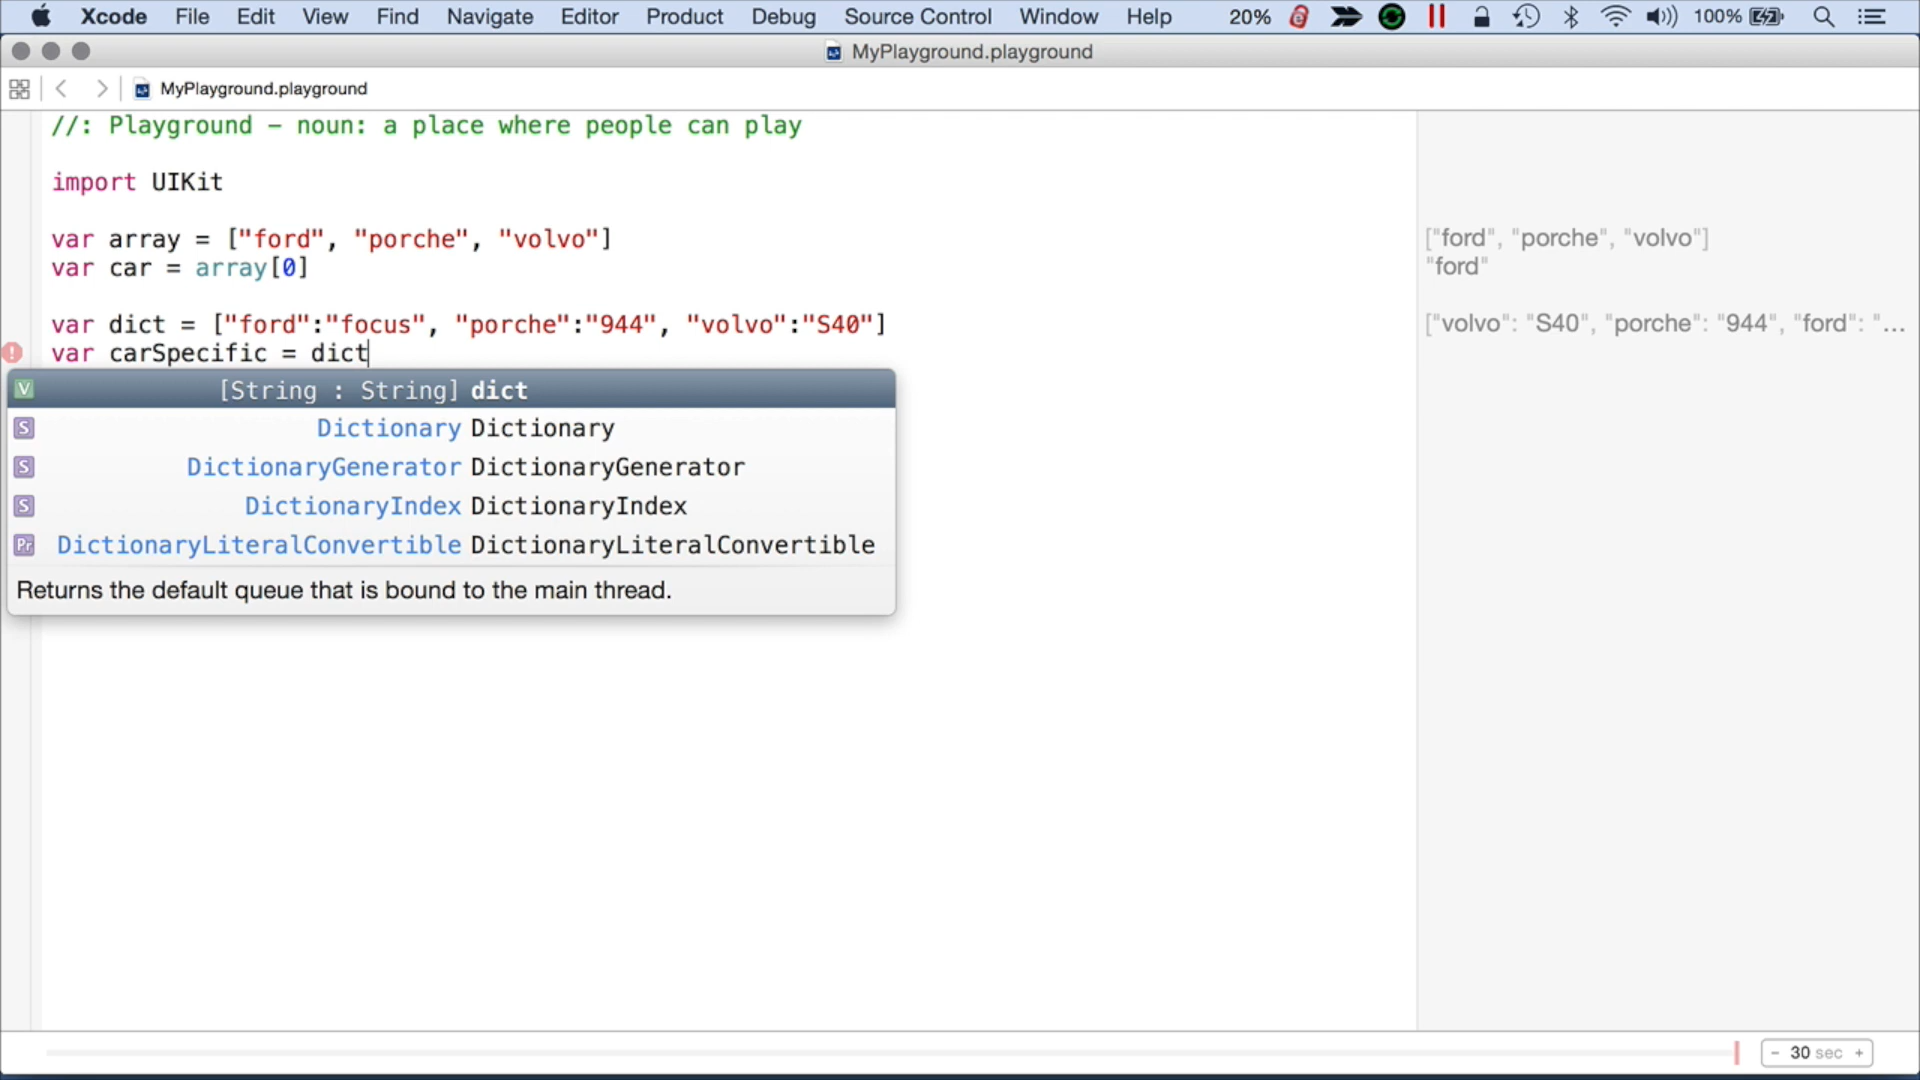 Xcode File Edit View Find Navigate Editor Product Debug Source Control Window Help 20% 100%
MyPlayground.playground
MyPlayground.playground
//: Playground – noun: a place where people can play
import UIKit
var array = ["ford", "porche", "volvo"]
["ford", "porche", "volvo"]
var car = array[0]
"ford"
var dict = ["ford":"focus", "porche":"944", "volvo":"S40"]
["volvo": "S40", "porche": "944", "ford": "...
var carSpecific = dict
V [String : String] dict
S Dictionary Dictionary
S DictionaryGenerator DictionaryGenerator
S DictionaryIndex DictionaryIndex
Pr DictionaryLiteralConvertible DictionaryLiteralConvertible
Returns the default queue that is bound to the main thread.
- 30 sec +